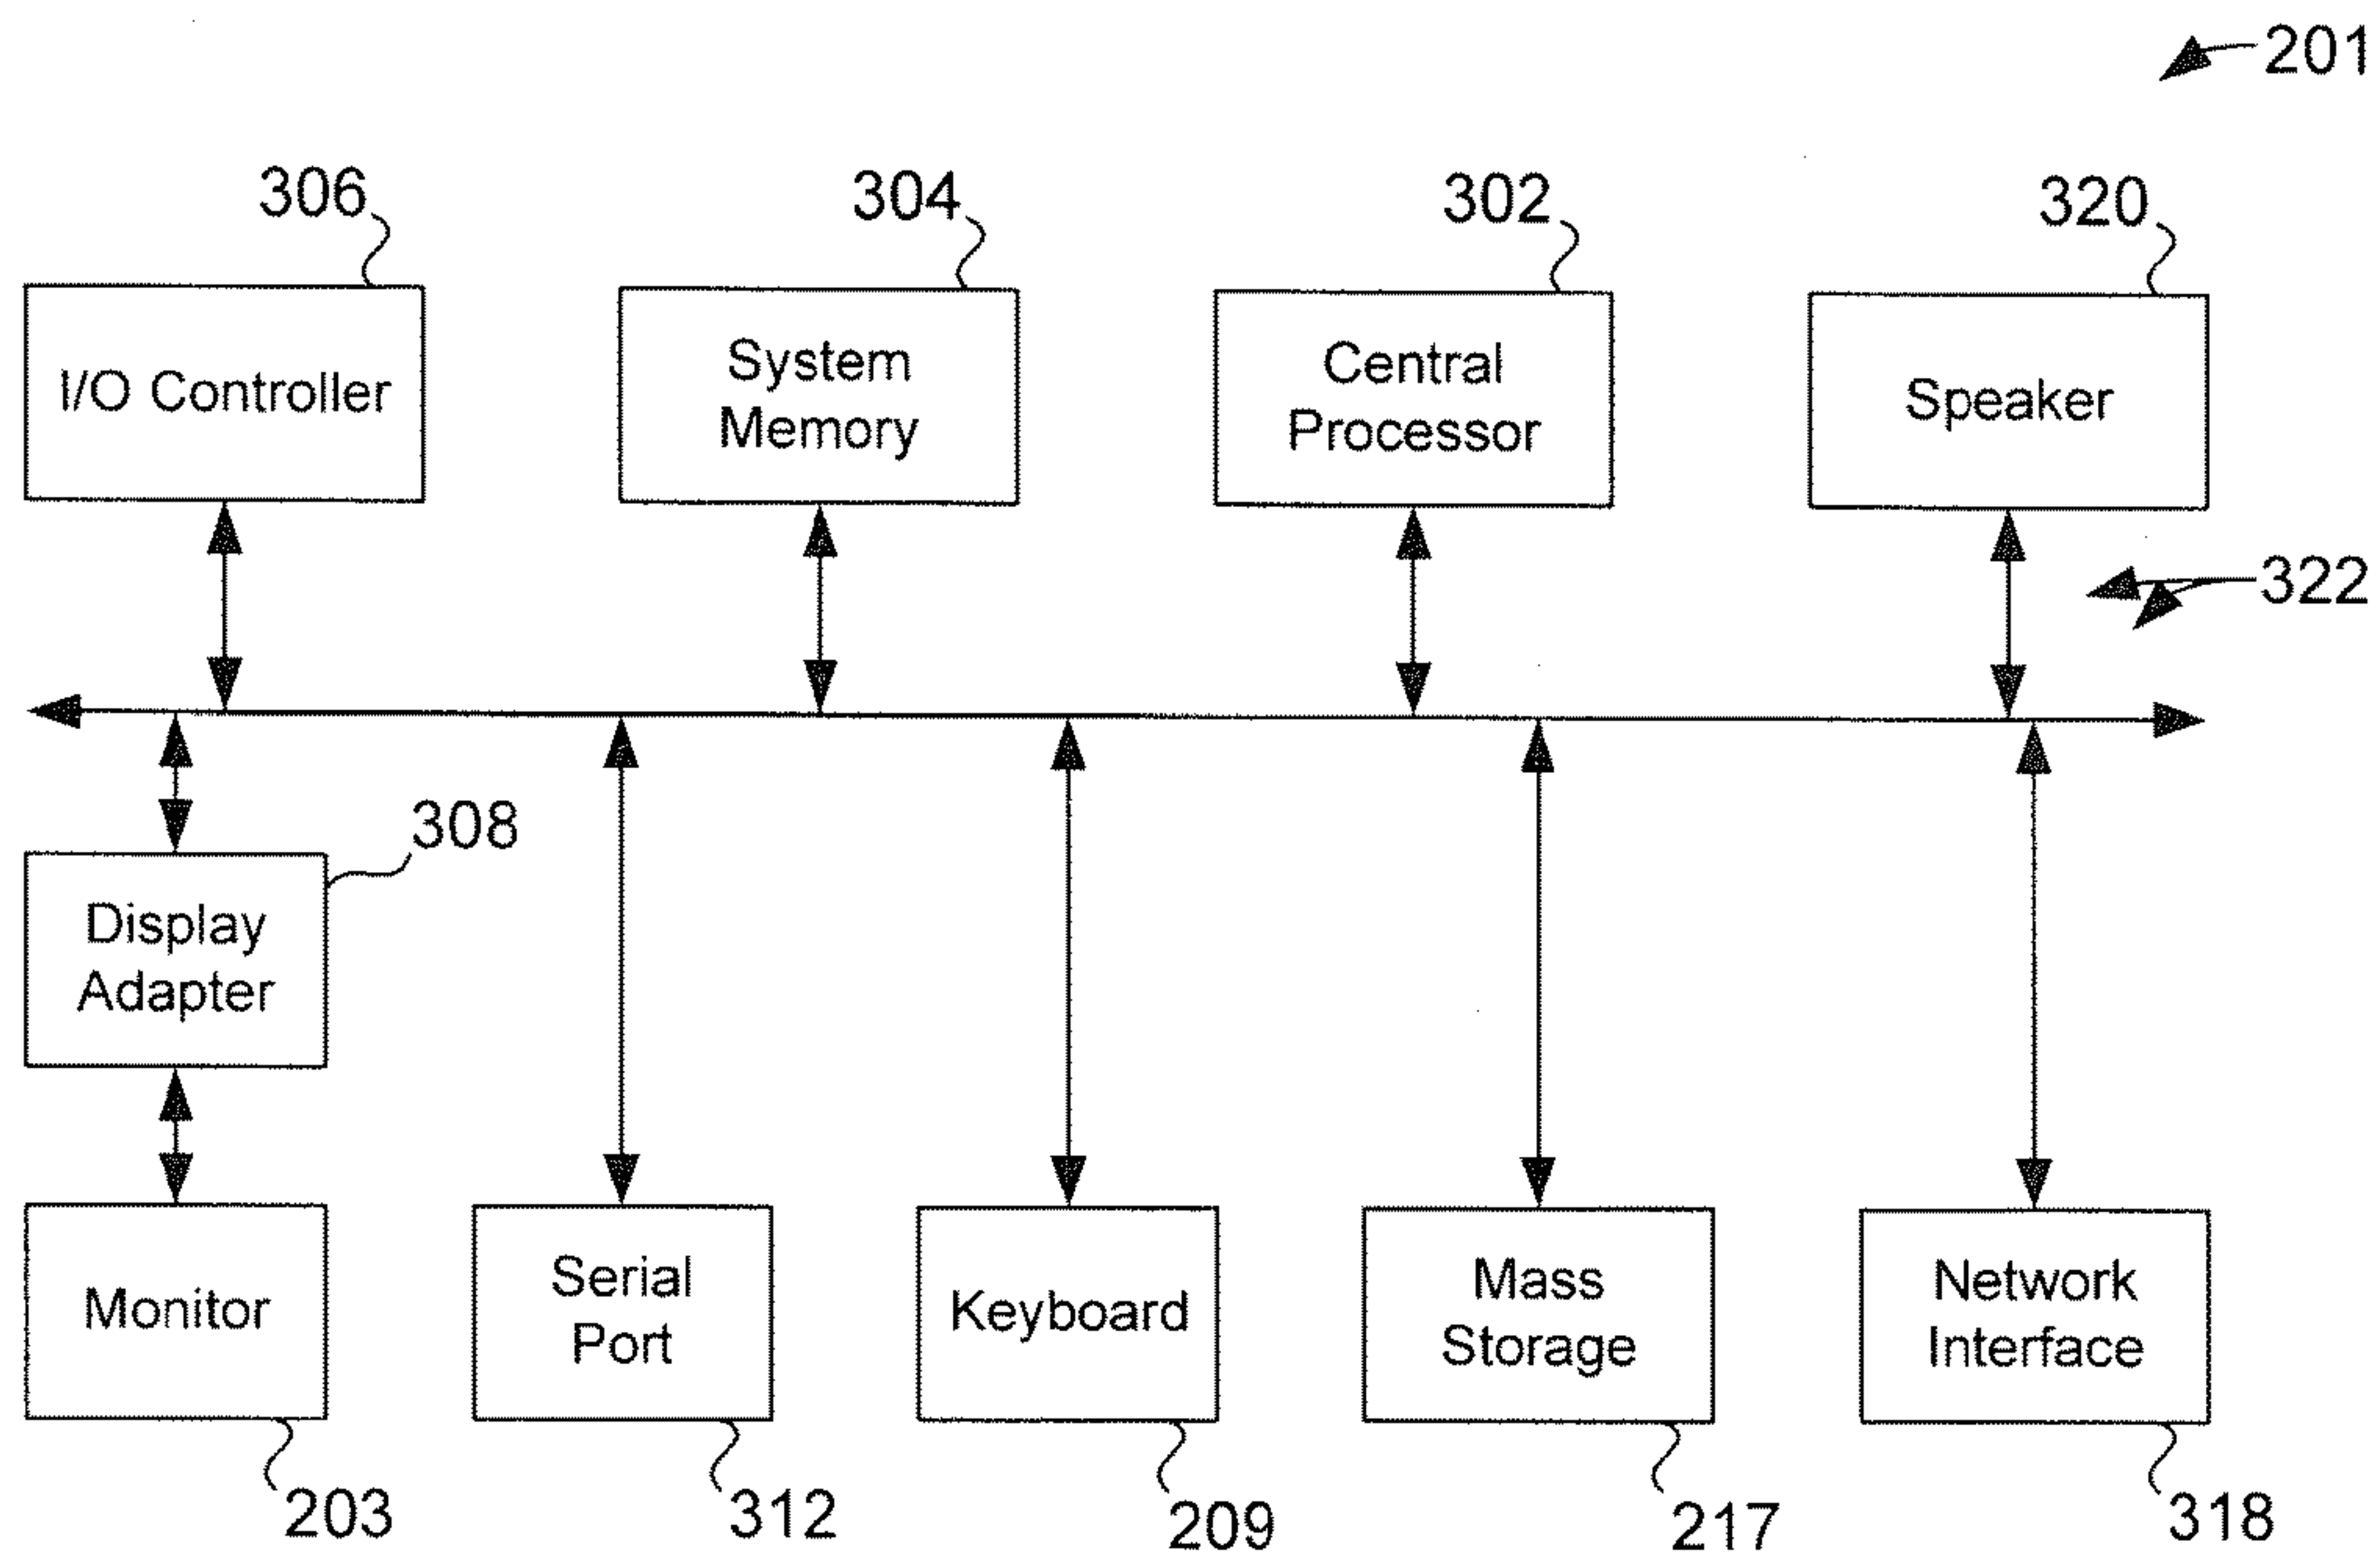 201
306
304
302
320
I/O Controller
System
Memory
Central
Processor
Speaker
322
308
Display
Adapter
Monitor
Serial
Port
Keyboard
Mass
Storage
Network
Interface
203
312
209
217
318